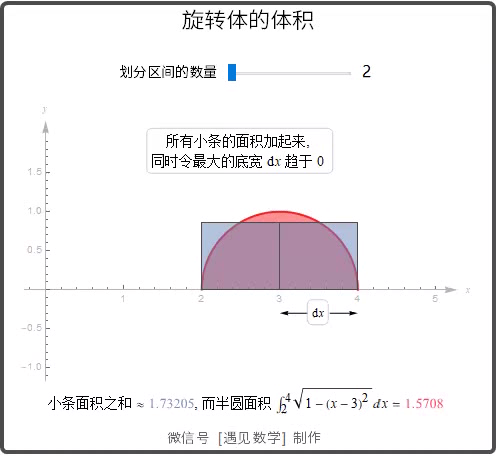 旋转体的体积
划分区间的数量 2
y
所有小条的面积加起来,
同时令最大的底宽 dx 趋于 0
1.5
1.0
0.5
1 2 3 4 5 x
dx
-0.5
-1.0
小条面积之和 ≈ 1.73205, 而半圆面积 ∫₂⁴ √(1-(x-3)²) dx = 1.5708
微信号 [遇见数学] 制作